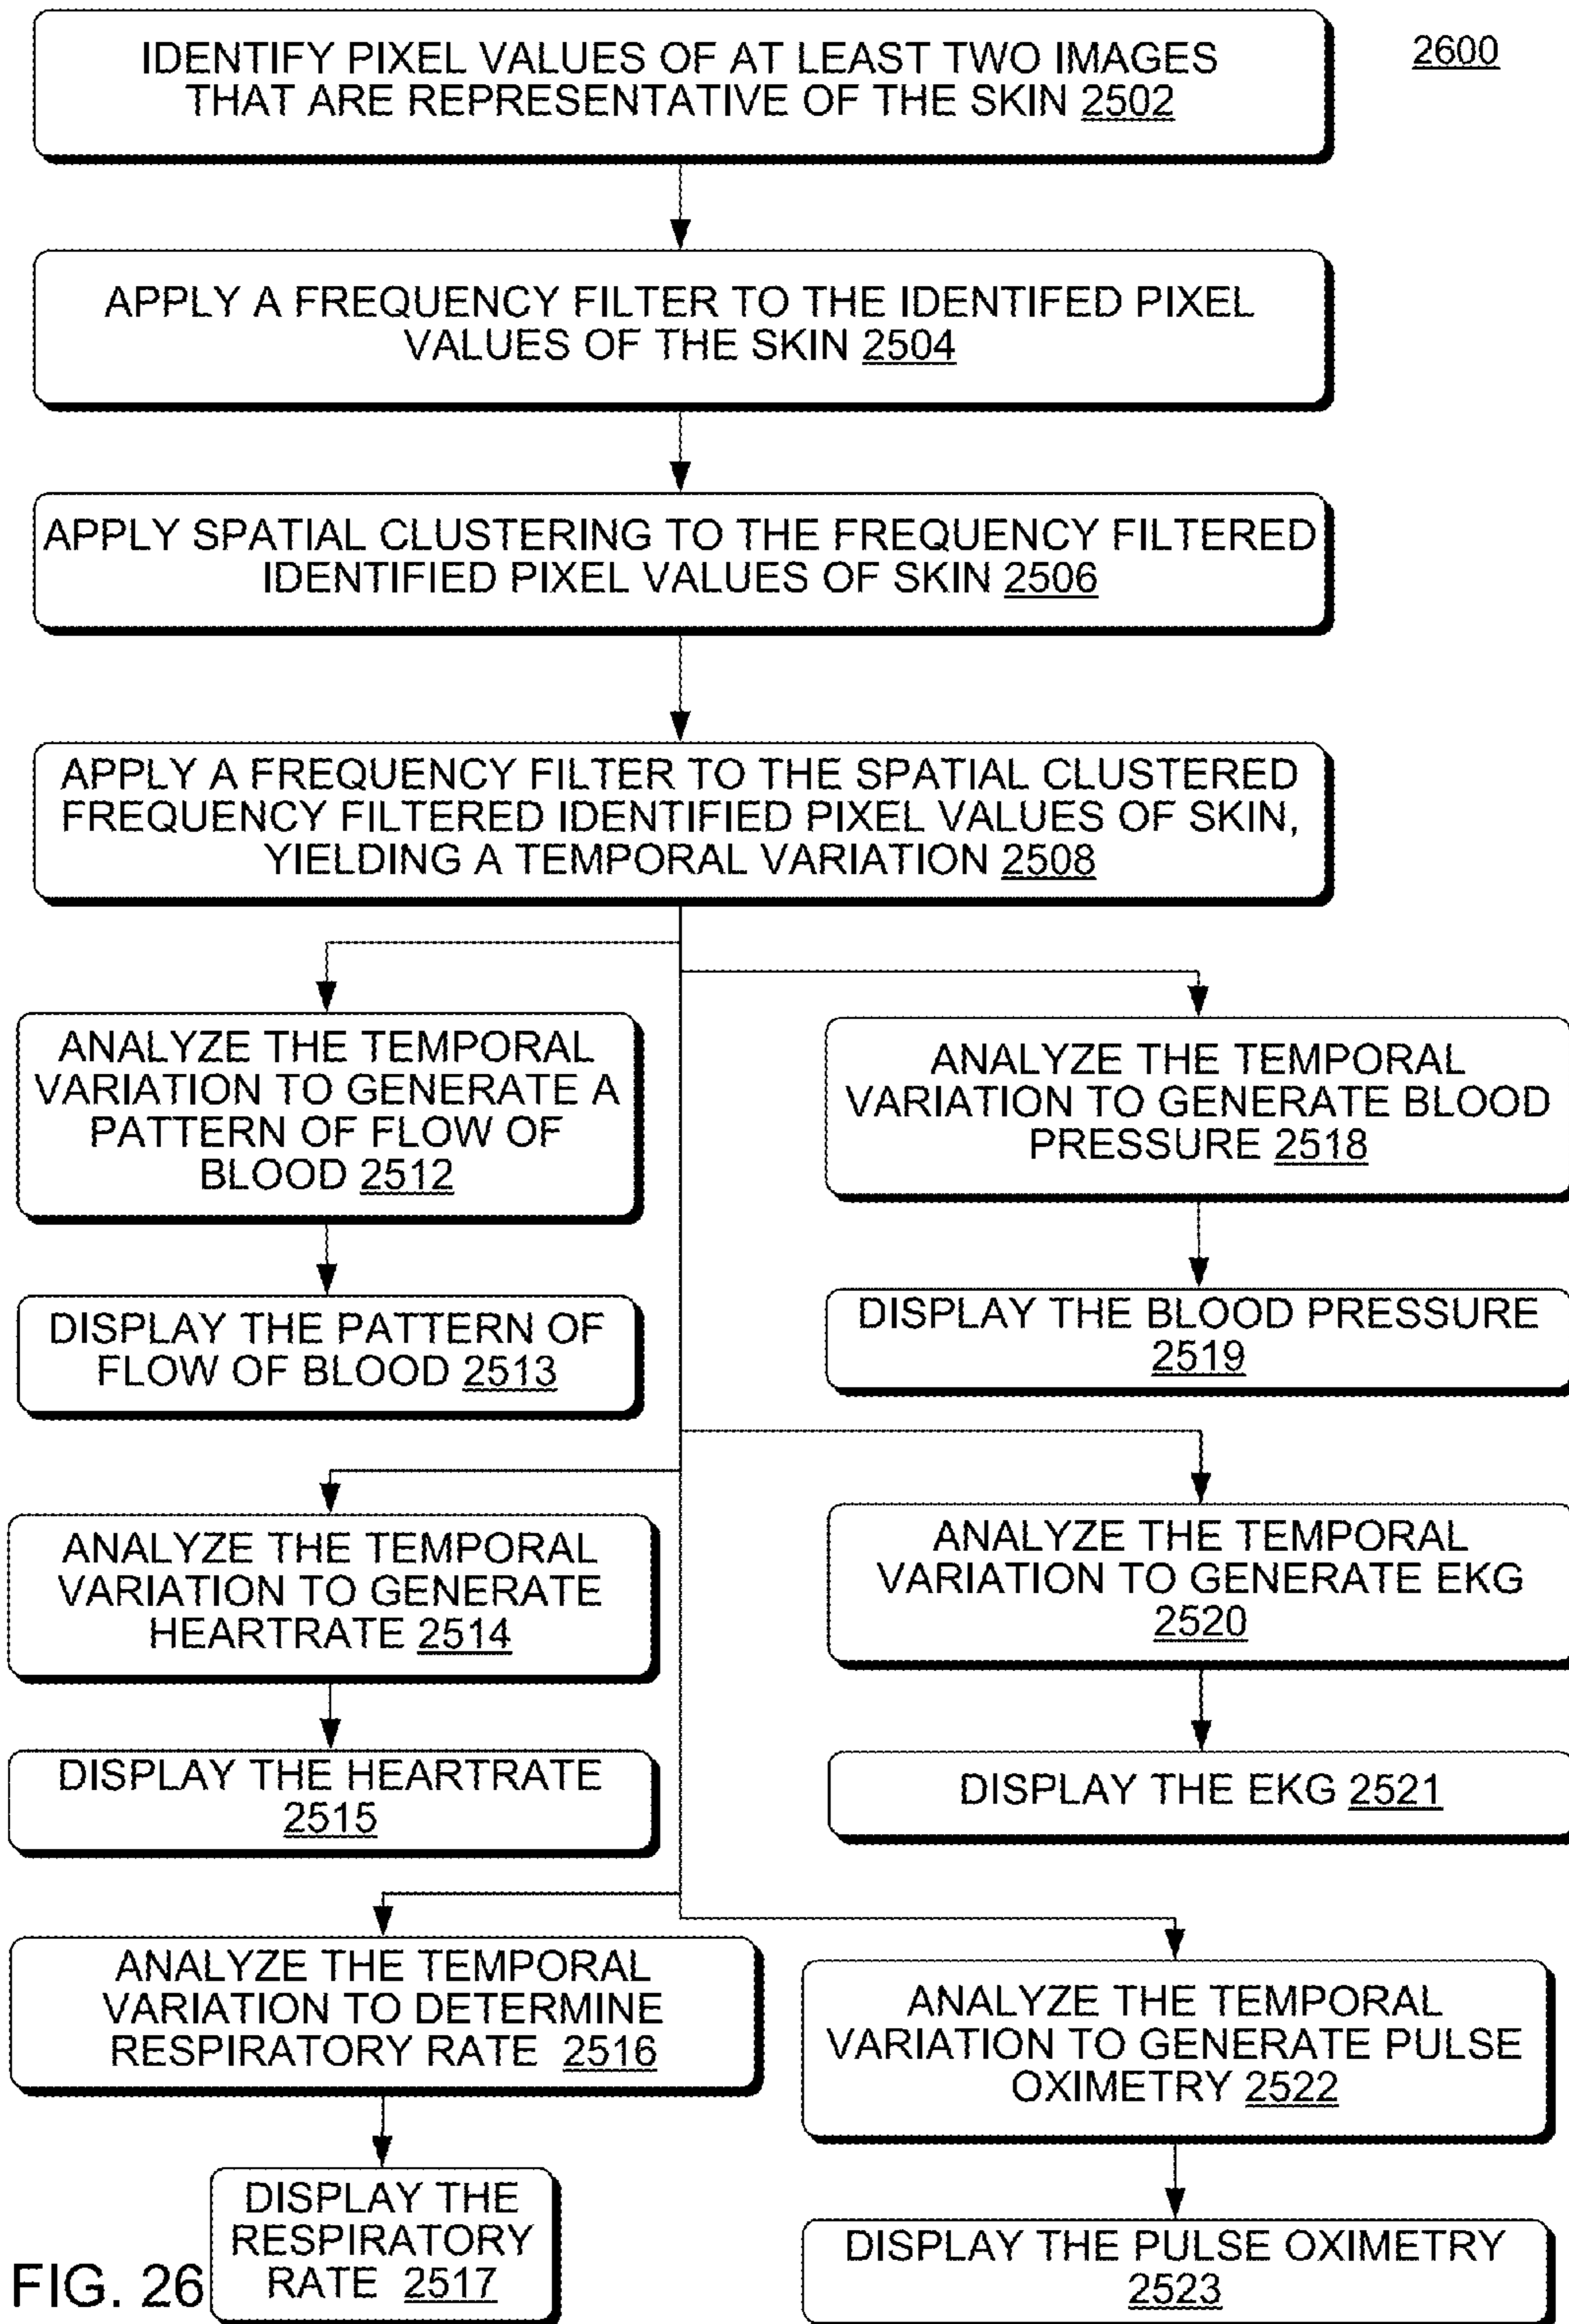 IDENTIFY PIXEL VALUES OF AT LEAST TWO IMAGES
THAT ARE REPRESENTATIVE OF THE SKIN 2502
2600
APPLY A FREQUENCY FILTER TO THE IDENTIFED PIXEL
VALUES OF THE SKIN 2504
APPLY SPATIAL CLUSTERING TO THE FREQUENCY FILTERED
IDENTIFIED PIXEL VALUES OF SKIN 2506
APPLY A FREQUENCY FILTER TO THE SPATIAL CLUSTERED
FREQUENCY FILTERED IDENTIFIED PIXEL VALUES OF SKIN,
YIELDING A TEMPORAL VARIATION 2508
ANALYZE THE TEMPORAL
VARIATION TO GENERATE A
PATTERN OF FLOW OF
BLOOD 2512
ANALYZE THE TEMPORAL
VARIATION TO GENERATE BLOOD
PRESSURE 2518
DISPLAY THE PATTERN OF
FLOW OF BLOOD 2513
DISPLAY THE BLOOD PRESSURE
2519
ANALYZE THE TEMPORAL
VARIATION TO GENERATE
HEARTRATE 2514
ANALYZE THE TEMPORAL
VARIATION TO GENERATE EKG
2520
DISPLAY THE HEARTRATE
2515
DISPLAY THE EKG 2521
ANALYZE THE TEMPORAL
VARIATION TO DETERMINE
RESPIRATORY RATE 2516
ANALYZE THE TEMPORAL
VARIATION TO GENERATE PULSE
OXIMETRY 2522
DISPLAY THE
RESPIRATORY
RATE 2517
DISPLAY THE PULSE OXIMETRY
2523
FIG. 26